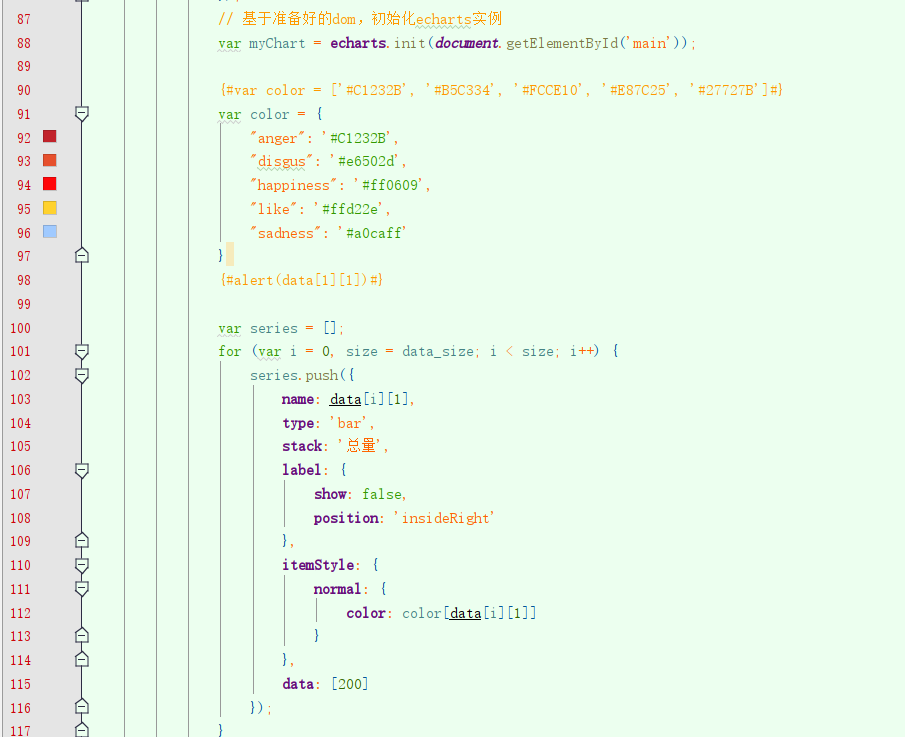 87 // 基于准备好的dom，初始化echarts实例
88 var myChart = echarts.init(document.getElementById('main'));
89
90 {#var color = ['#C1232B', '#B5C334', '#FCCE10', '#E87C25', '#27727B']#}
91 var color = {
92 "anger": '#C1232B',
93 "disgus": '#e6502d',
94 "happiness": '#ff0609',
95 "like": '#ffd22e',
96 "sadness": '#a0caff'
97 }
98 {#alert(data[1][1])#}
99
100 var series = [];
101 for (var i = 0, size = data_size; i < size; i++) {
102 series.push({
103 name: data[i][1],
104 type: 'bar',
105 stack: '总量',
106 label: {
107 show: false,
108 position: 'insideRight'
109 },
110 itemStyle: {
111 normal: {
112 color: color[data[i][1]]
113 }
114 },
115 data: [200]
116 });
117 }